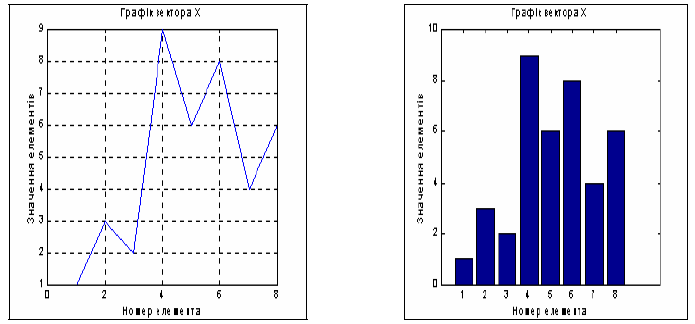 Графік вектора X
Значення елементів
9
8
7
6
5
4
3
2
1
0 2 4 6 8
Номер елемента
Графік вектора X
Значення елементів
10
8
6
4
2
0
1 2 3 4 5 6 7 8
Номер елемента